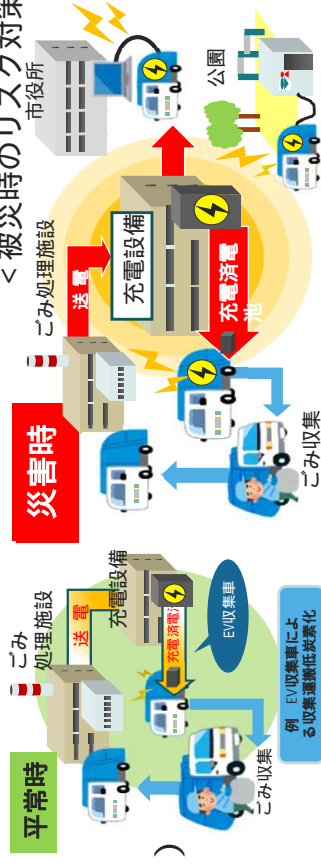 平常時
ごみ
処理施設
送電
充電設備
充電済電池
EV収集車
ごみ収集
例 EV収集車によ
る収集運搬低炭素化
)
<被災時のリスク対策
災害時
ごみ処理施設
送電
充電設備
充電済電
池
ごみ収集
市役所
公園